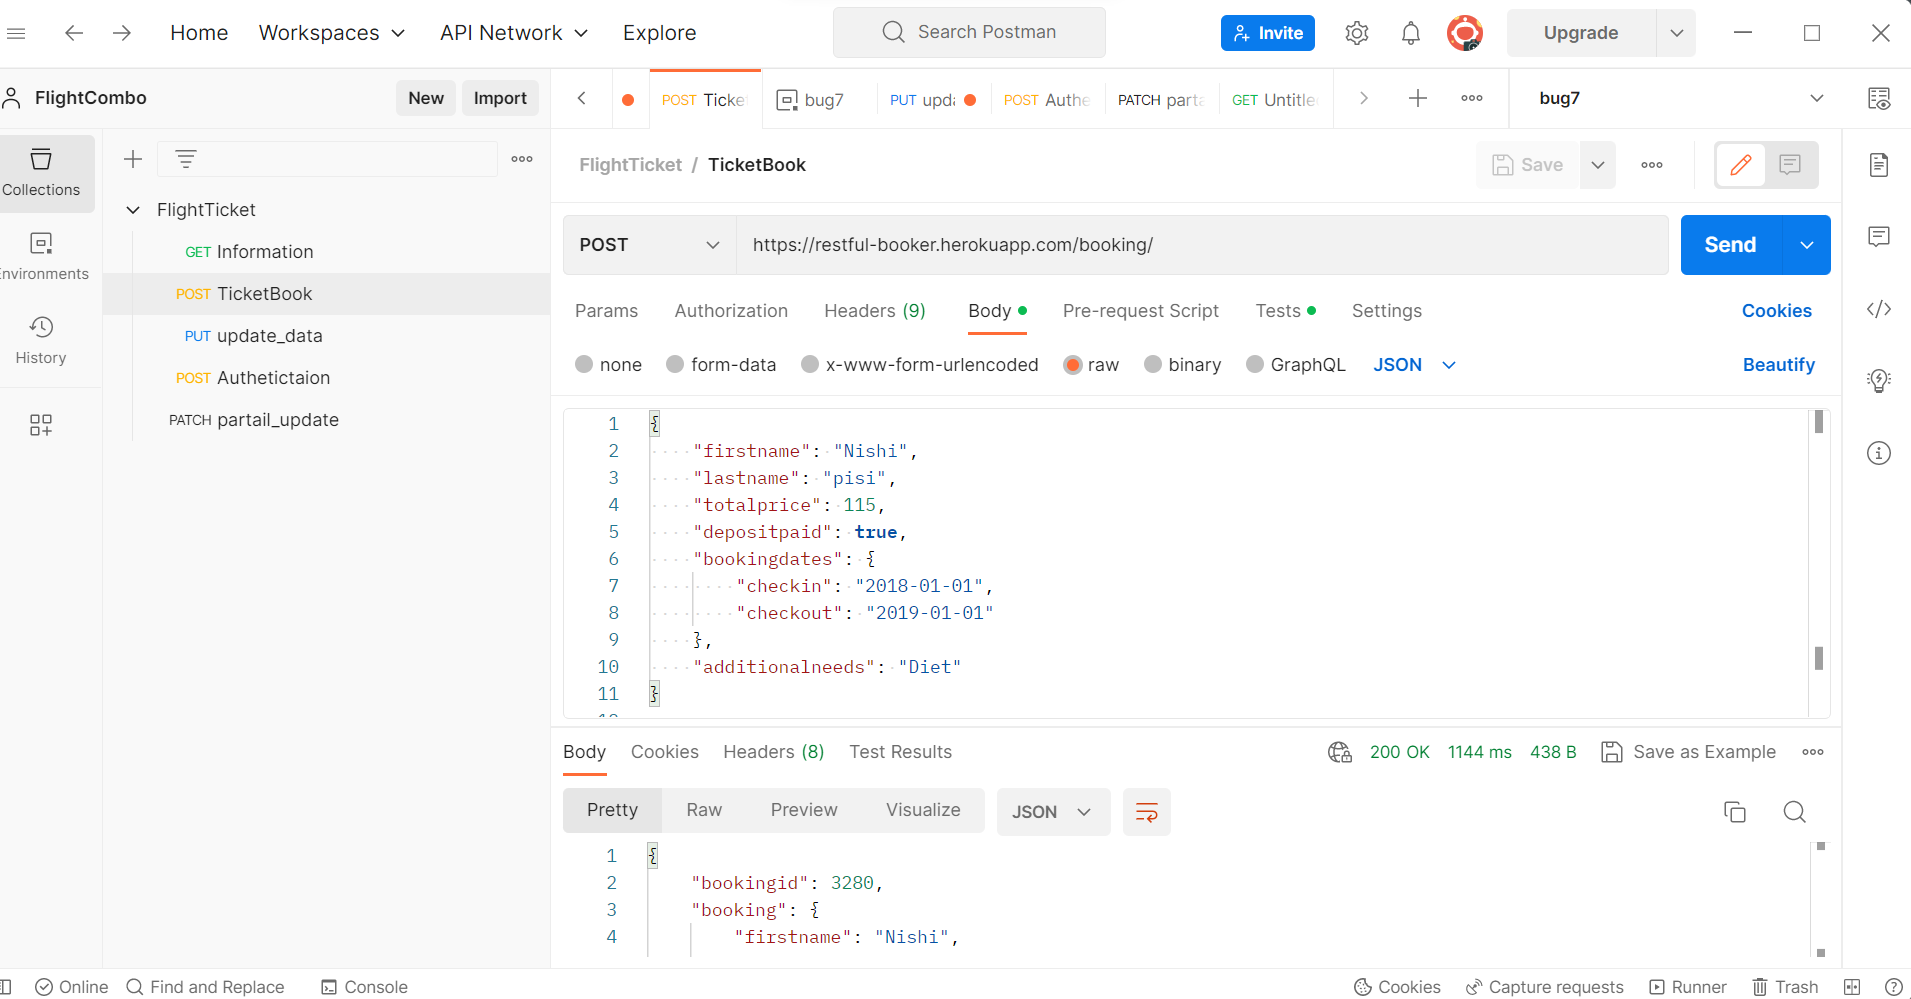 Home Workspaces API Network Explore Search Postman Invite Upgrade
FlightCombo New Import
POST Ticke bug7 PUT upda POST Authe PATCH parta GET Untitle bug7
Collections
Environments
History
FlightTicket
GET Information
POST TicketBook
PUT update_data
POST Authetictaion
PATCH partail_update
FlightTicket / TicketBook Save
POST https://restful-booker.herokuapp.com/booking/ Send
Params Authorization Headers (9) Body Pre-request Script Tests Settings Cookies
none form-data x-www-form-urlencoded raw binary GraphQL JSON Beautify
1 {
2 "firstname": "Nishi",
3 "lastname": "pisi",
4 "totalprice": 115,
5 "depositpaid": true,
6 "bookingdates": {
7 "checkin": "2018-01-01",
8 "checkout": "2019-01-01"
9 },
10 "additionalneeds": "Diet"
11 }
Body Cookies Headers (8) Test Results 200 OK 1144 ms 438 B Save as Example
Pretty Raw Preview Visualize JSON
1 {
2 "bookingid": 3280,
3 "booking": {
4 "firstname": "Nishi",
Online Find and Replace Console Cookies Capture requests Runner Trash